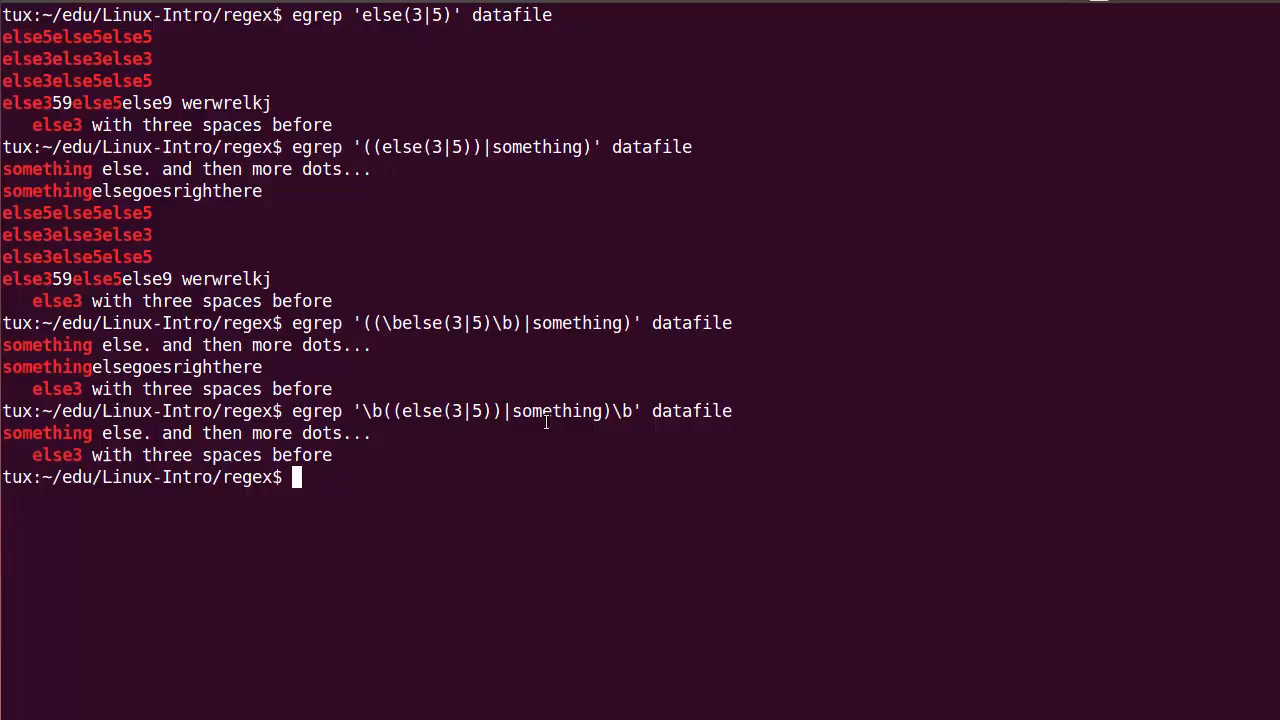 tux:~/edu/Linux-Intro/regex$ egrep 'else(3|5)' datafile
else5else5else5
else3else3else3
else3else5else5
else359else5else9 werwrelkj
   else3 with three spaces before
tux:~/edu/Linux-Intro/regex$ egrep '((else(3|5))|something)' datafile
something else. and then more dots...
somethingelsegoesrighthere
else5else5else5
else3else3else3
else3else5else5
else359else5else9 werwrelkj
   else3 with three spaces before
tux:~/edu/Linux-Intro/regex$ egrep '((\belse(3|5)\b)|something)' datafile
something else. and then more dots...
somethingelsegoesrighthere
   else3 with three spaces before
tux:~/edu/Linux-Intro/regex$ egrep '\b((else(3|5))|something)\b' datafile
something else. and then more dots...
   else3 with three spaces before
tux:~/edu/Linux-Intro/regex$